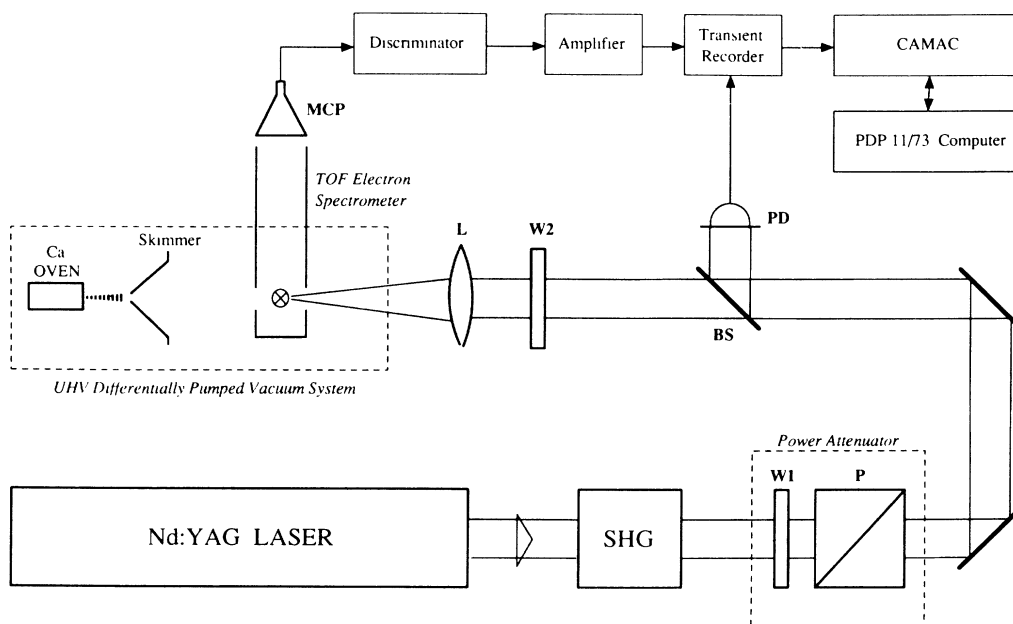 Discriminator
Amplifier
Transient
Recorder
CAMAC
PDP 11/73 Computer
MCP
TOF Electron
Spectrometer
PD
L
W2
Skimmer
Ca
OVEN
BS
UHV Differentially Pumped Vacuum System
Power Attenuator
W1
P
Nd:YAG LASER
SHG